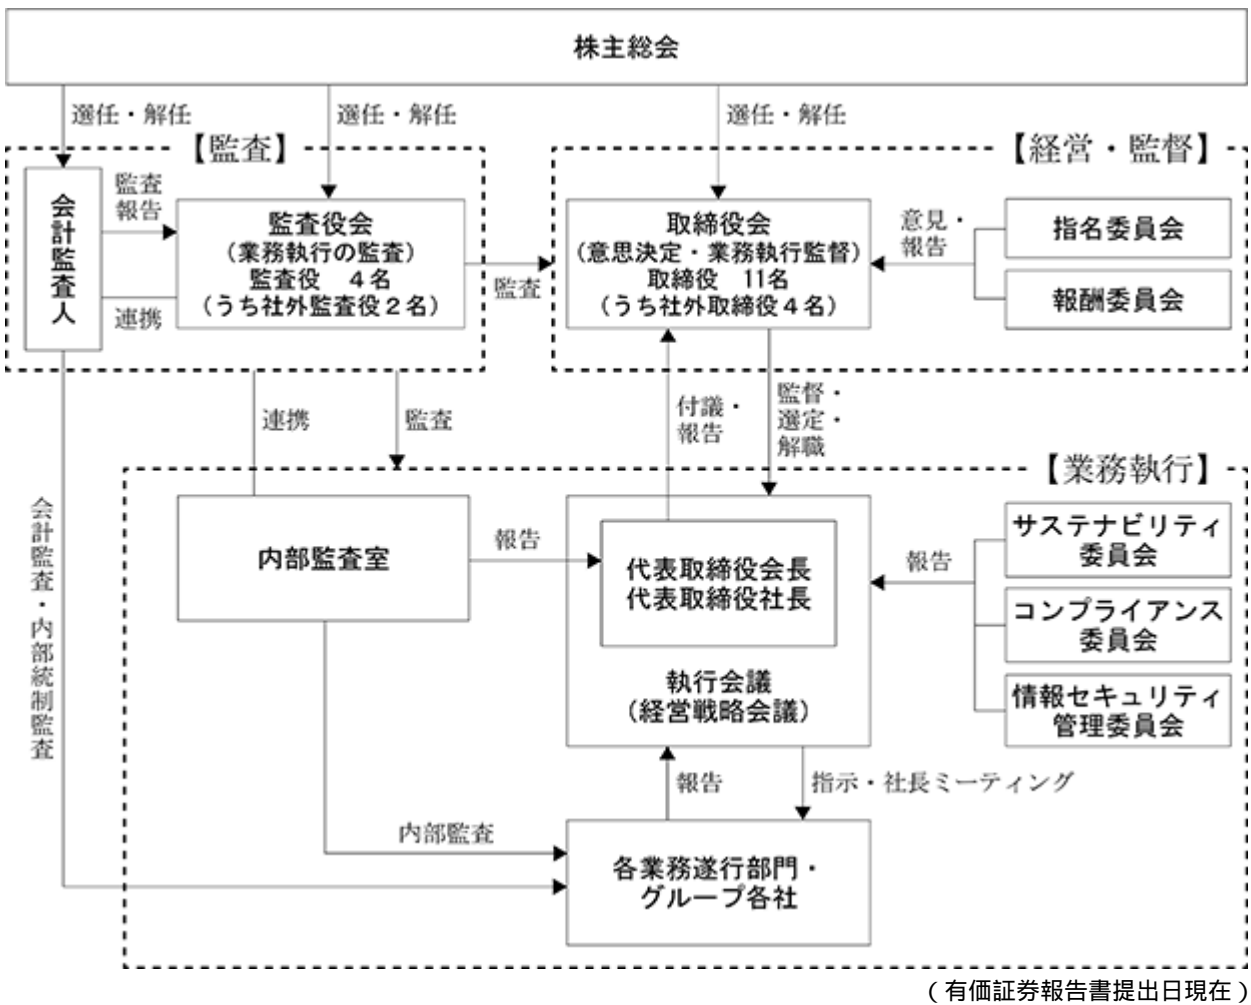 株主総会
選任・解任
選任・解任
選任・解任
【監査】
【経営・監督】
会計監査人
監査
報告
連携
監査役会
(業務執行の監査)
監査役 4名
(うち社外監査役2名)
監査
取締役会
(意思決定・業務執行監督)
取締役 11名
(うち社外取締役4名)
意見・
報告
指名委員会
報酬委員会
連携
監査
付議・
報告
監督・
選定・
解職
【業務執行】
会計監査・内部統制監査
内部監査室
報告
代表取締役会長
代表取締役社長
執行会議
(経営戦略会議)
報告
サステナビリティ
委員会
コンプライアンス
委員会
情報セキュリティ
管理委員会
報告
指示・社長ミーティング
内部監査
各業務遂行部門・
グループ各社
(有価証券報告書提出日現在)